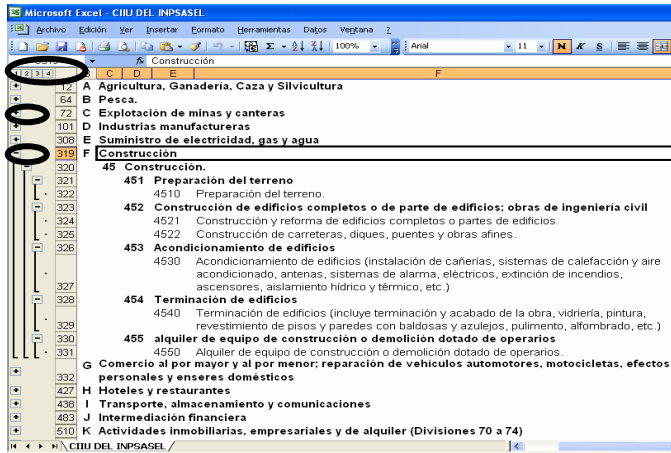 Microsoft Excel - CIIU DEL INPSASEL
Archivo Edición Ver Insertar Formato Herramientas Datos Ventana ?
100% Arial 11 N K S
fx Construcción
1 2 3 4 B C D E F
12 A Agricultura, Ganadería, Caza y Silvicultura
64 B Pesca.
72 C Explotación de minas y canteras
101 D Industrias manufactureras
308 E Suministro de electricidad, gas y agua
319 F Construcción
320 45 Construcción.
321 451 Preparación del terreno
322 4510 Preparación del terreno.
323 452 Construcción de edificios completos o de parte de edificios; obras de ingeniería civil
324 4521 Construcción y reforma de edificios completos o partes de edificios.
325 4522 Construcción de carreteras, diques, puentes y obras afines.
326 453 Acondicionamiento de edificios
4530 Acondicionamiento de edificios (instalación de cañerías, sistemas de calefacción y aire
acondicionado, antenas, sistemas de alarma, eléctricos, extinción de incendios,
327 ascensores, aislamiento hídrico y térmico, etc.)
328 454 Terminación de edificios
4540 Terminación de edificios (incluye terminación y acabado de la obra, vidriería, pintura,
329 revestimiento de pisos y paredes con baldosas y azulejos, pulimento, alfombrado, etc.)
330 455 alquiler de equipo de construcción o demolición dotado de operarios
331 4550 Alquiler de equipo de construcción o demolición dotado de operarios.
G Comercio al por mayor y al por menor; reparación de vehículos automotores, motocicletas, efectos
332 personales y enseres domésticos
427 H Hoteles y restaurantes
438 I Transporte, almacenamiento y comunicaciones
483 J Intermediación financiera
510 K Actividades inmobiliarias, empresariales y de alquiler (Divisiones 70 a 74)
CIIU DEL INPSASEL